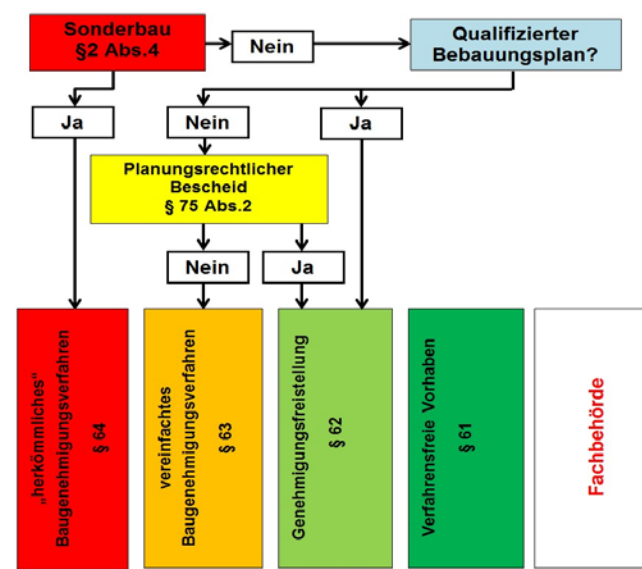 Sonderbau
§2 Abs.4
Nein
Qualifizierter
Bebauungsplan?
Ja
Nein
Ja
Planungsrechtlicher
Bescheid
§ 75 Abs.2
Nein
Ja
„herkömmliches“
Baugenehmigungsverfahren
§ 64
vereinfachtes
Baugenehmigungsverfahren
§ 63
Genehmigungsfreistellung
§ 62
Verfahrensfreie Vorhaben
§ 61
Fachbehörde